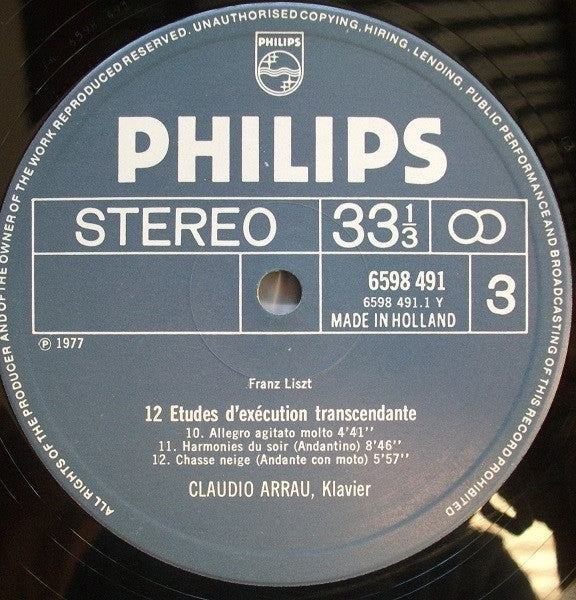 ALL RIGHTS OF THE PRODUCER AND OF THE OWNER OF THE WORK REPRODUCED RESERVED. UNAUTHORISED COPYING, HIRING, LENDING, PUBLIC PERFORMANCE AND BROADCASTING OF THIS RECORD PROHIBITED
PHILIPS
PHILIPS
STEREO
33 1/3
6598 491
6598 491.1 Y
MADE IN HOLLAND
3
Ⓟ 1977
Franz Liszt
12 Etudes d'exécution transcendante
10. Allegro agitato molto 4'41''
11. Harmonies du soir (Andantino) 8'46''
12. Chasse neige (Andante con moto) 5'57''
CLAUDIO ARRAU, Klavier